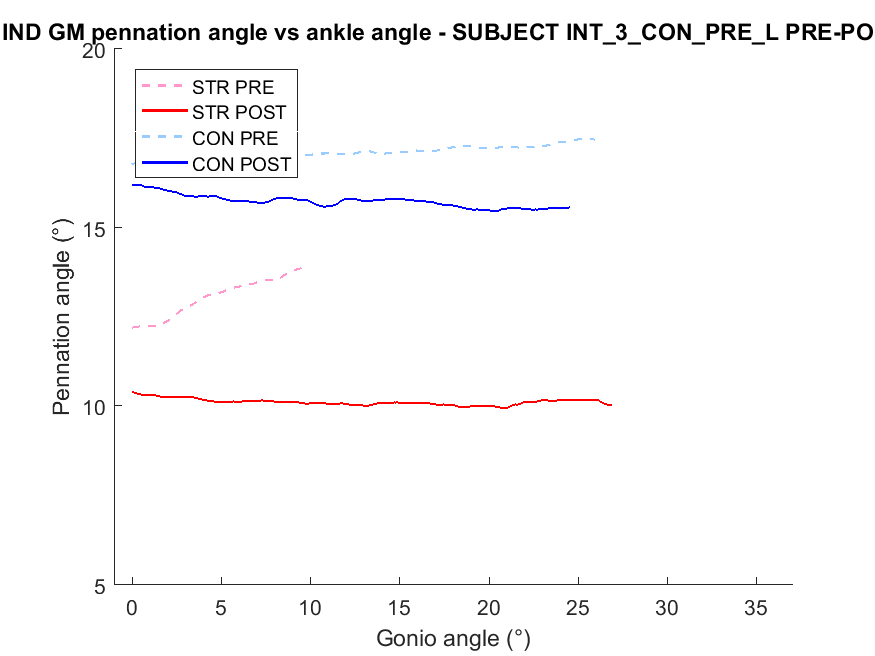 IND GM pennation angle vs ankle angle - SUBJECT INT_3_CON_PRE_L PRE-PO
20
STR PRE
STR POST
CON PRE
CON POST
15
10
5
Pennation angle (°)
0 5 10 15 20 25 30 35
Gonio angle (°)